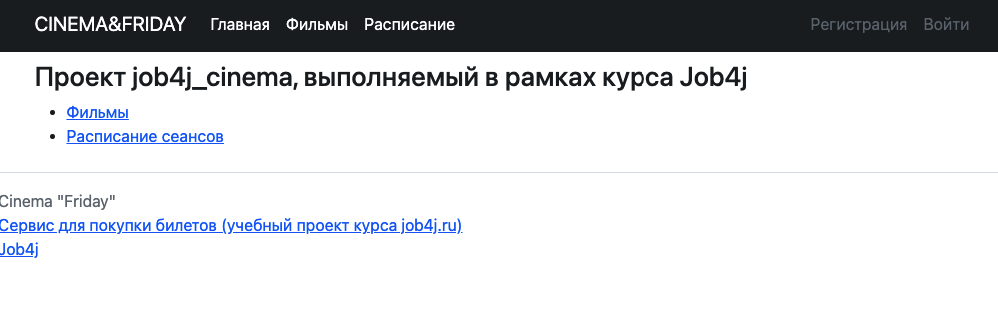 CINEMA&FRIDAY Главная Фильмы Расписание Регистрация Войти
Проект job4j_cinema, выполняемый в рамках курса Job4j
Фильмы
Расписание сеансов
Cinema "Friday"
Сервис для покупки билетов (учебный проект курса job4j.ru)
Job4j